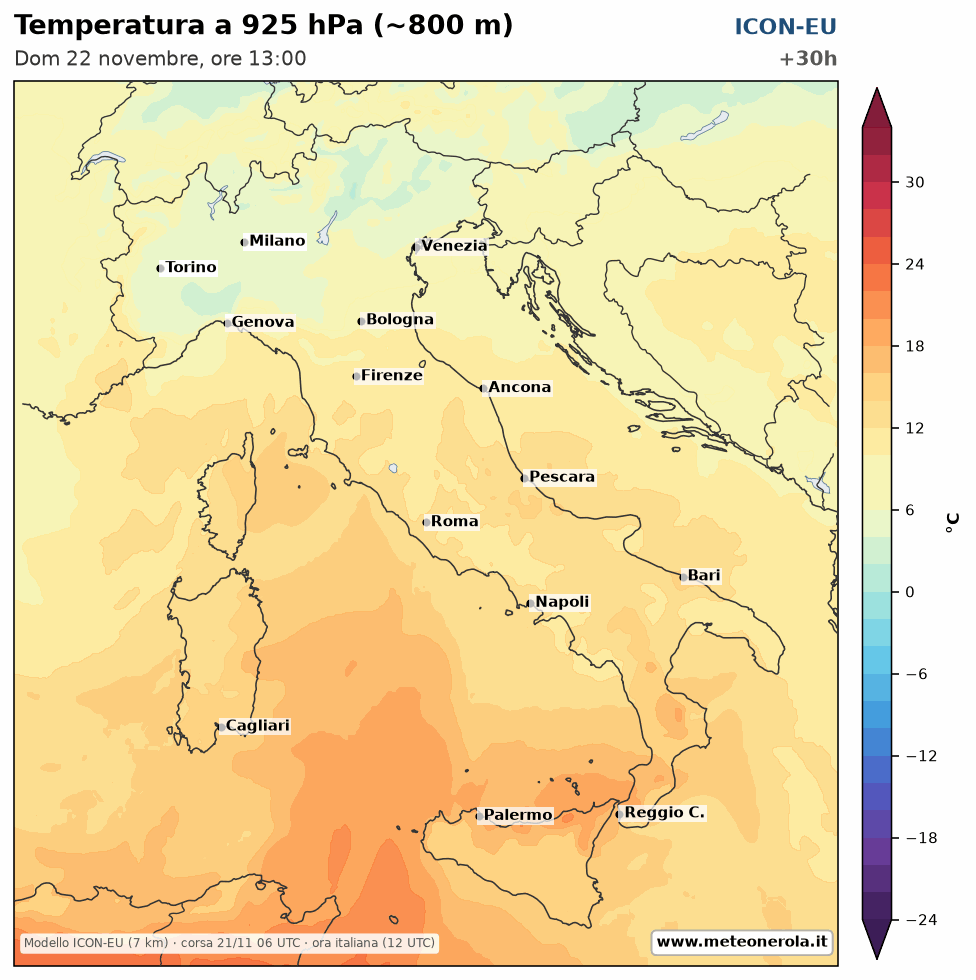 Temperatura a 925 hPa (~800 m)
ICON-EU
Dom 22 novembre, ore 13:00
+30h
Milano
Venezia
Torino
Genova
Bologna
Firenze
Ancona
Pescara
Roma
Bari
Napoli
Cagliari
Palermo
Reggio C.
30
24
18
12
6
0
−6
−12
−18
−24
°C
Modello ICON-EU (7 km) · corsa 21/11 06 UTC · ora italiana (12 UTC)
www.meteonerola.it